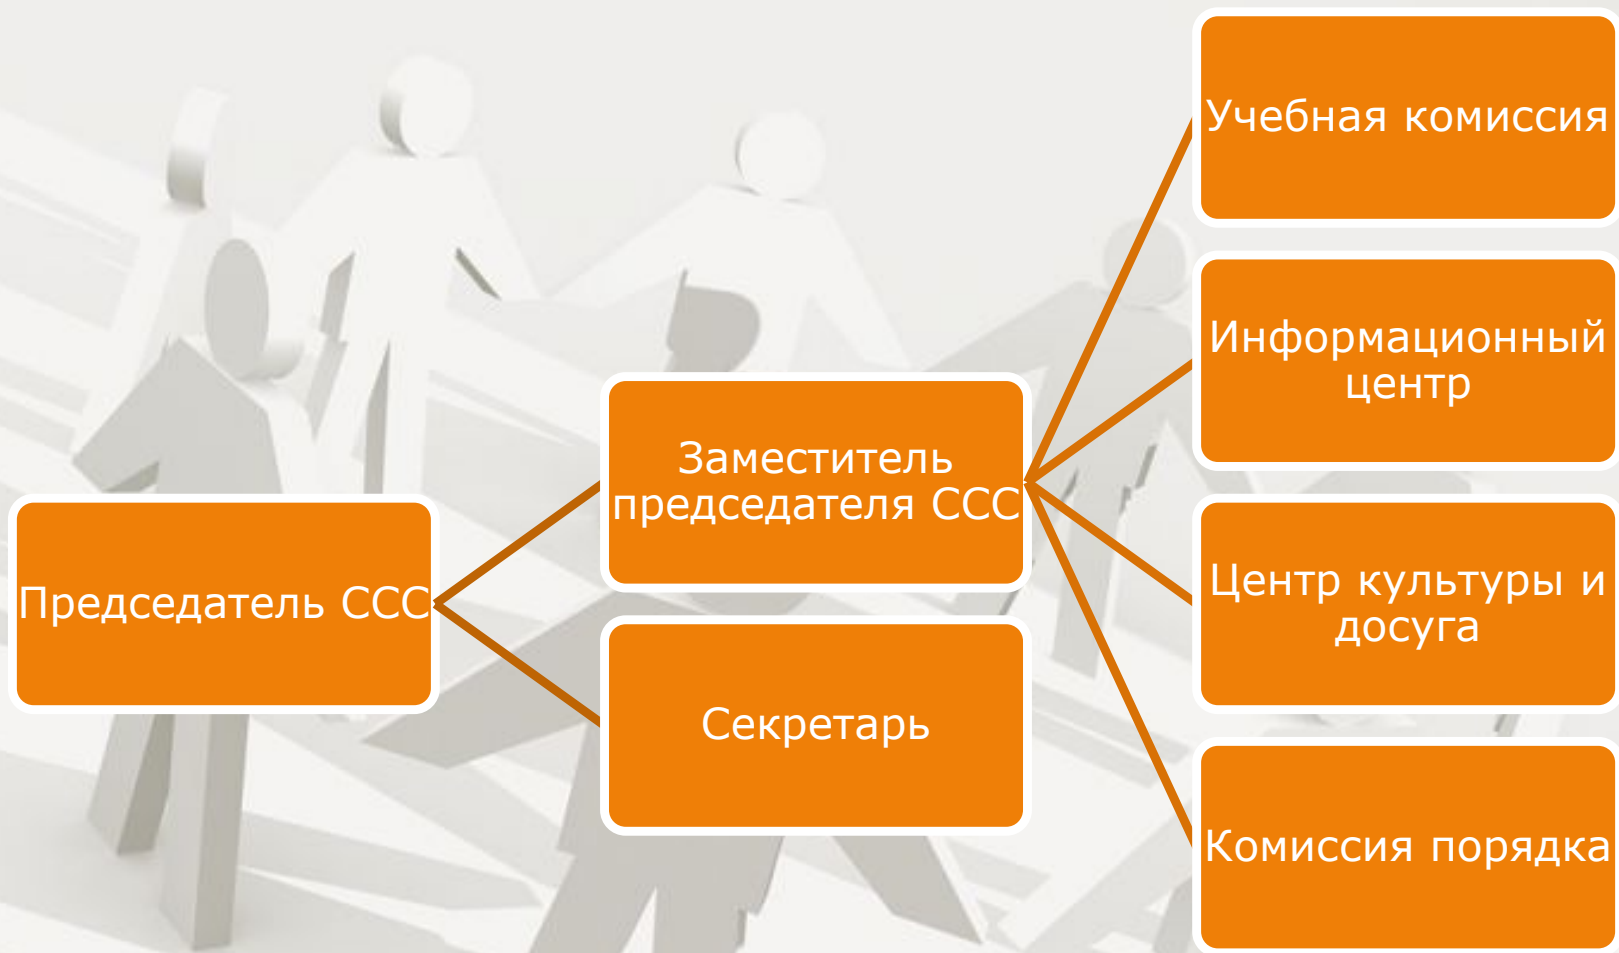 Председатель ССС
Заместитель
председателя ССС
Секретарь
Учебная комиссия
Информационный
центр
Центр культуры и
досуга
Комиссия порядка